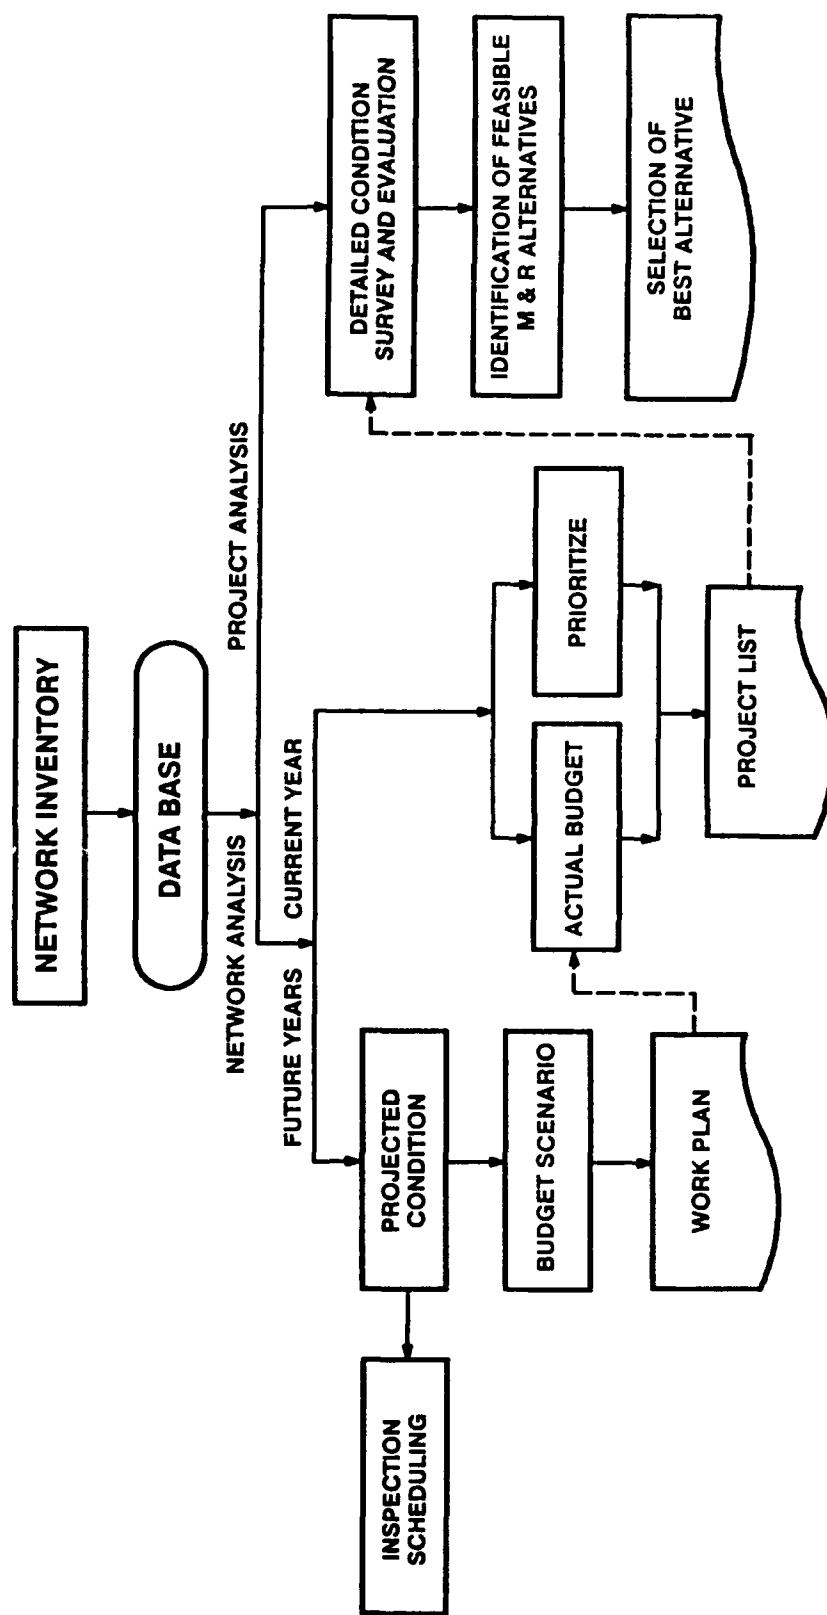 NETWORK INVENTORY
DATA BASE
NETWORK ANALYSIS
PROJECT ANALYSIS
FUTURE YEARS
CURRENT YEAR
INSPECTION
SCHEDULING
PROJECTED
CONDITION
BUDGET SCENARIO
WORK PLAN
ACTUAL BUDGET
PRIORITIZE
PROJECT LIST
DETAILED CONDITION
SURVEY AND EVALUATION
IDENTIFICATION OF FEASIBLE
M & R ALTERNATIVES
SELECTION OF
BEST ALTERNATIVE